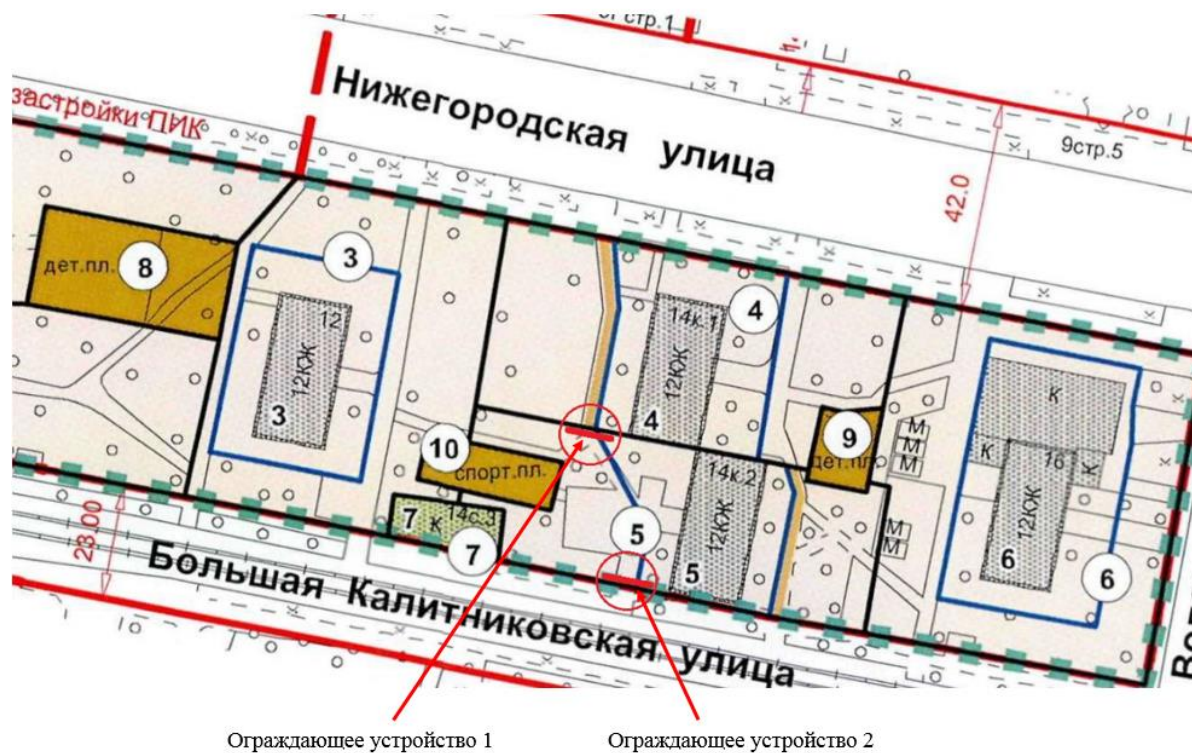 стр.1
застройки ПИК
Нижегородская улица
9стр.5
42.0
дет.пл. 8
3
12
12КЖ
3
4
14к.1
12КЖ
4
9
дет.пл.
М
М
М
К
К
16
К
12КЖ
6
6
10
спорт.пл.
7
К
14с.3
7
14к.2
12КЖ
5
5
М
М
23.00
Большая Калитниковская улица
Ограждающее устройство 1
Ограждающее устройство 2